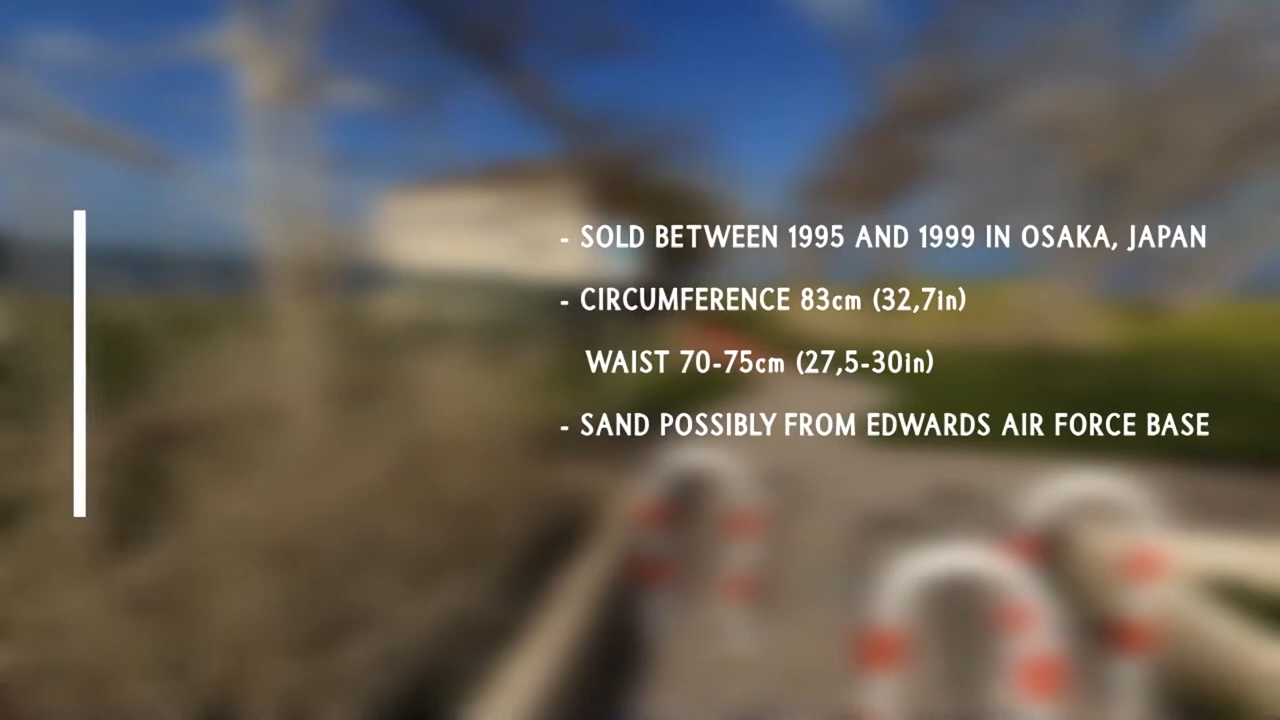 - SOLD BETWEEN 1995 AND 1999 IN OSAKA, JAPAN
- CIRCUMFERENCE 83cm (32,7in)
WAIST 70-75cm (27,5-30in)
- SAND POSSIBLY FROM EDWARDS AIR FORCE BASE